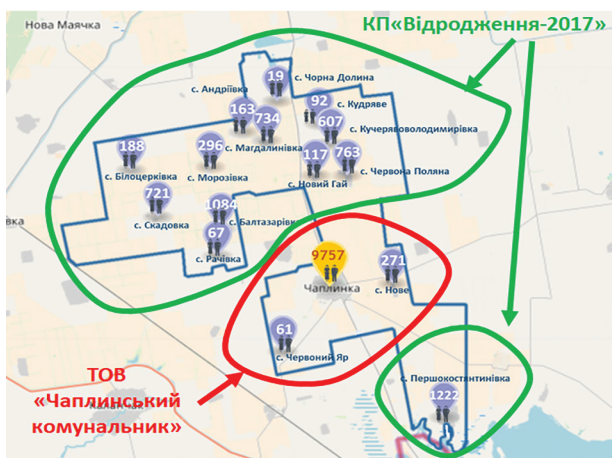 КП«Відродження-2017»
Нова Маячка
19
с. Чорна Долина
с. Андріївка
163
92
с. Кудряве
734
607
с. Кучерявоволодимирівка
188
296
с. Магдалинівка
117
763
с. Білоцерківка
с. Морозівка
с. Червона Поляна
с. Новий Гай
721
1084
с. Балтазарівка
с. Скадовка
67
с. Рачівка
9757
271
Чаплинка
с. Нове
61
с. Червоний Яр
ТОВ
«Чаплинський
комунальник»
с. Першокостянтинівка
1222